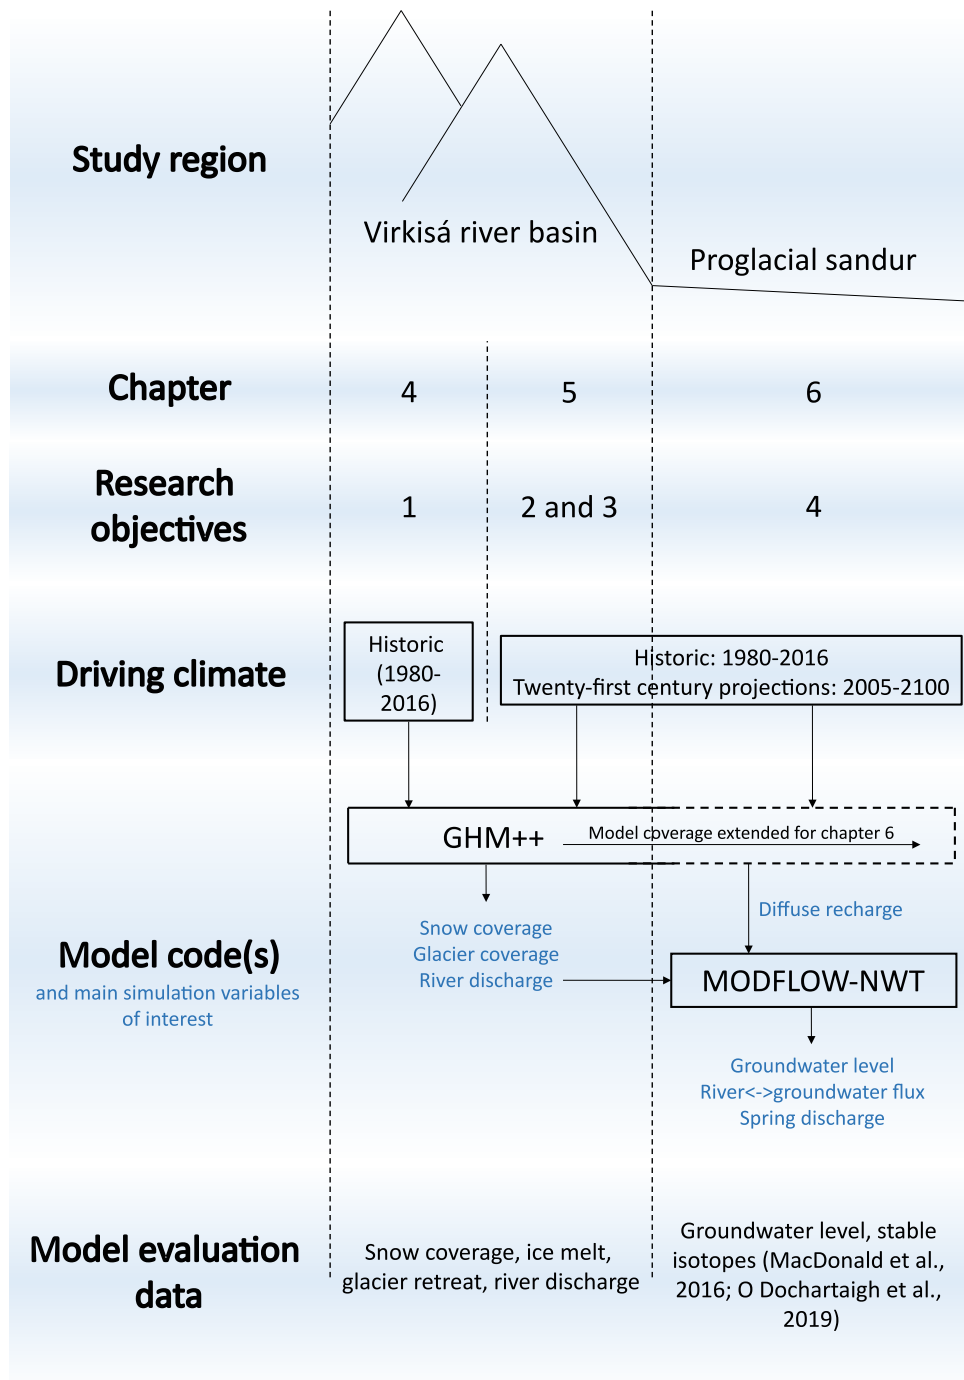 Study region
Virkisá river basin
Proglacial sandur
Chapter
4
5
6
Research
objectives
1
2 and 3
4
Driving climate
Historic
(1980-
2016)
Historic: 1980-2016
Twenty-first century projections: 2005-2100
GHM++
Model coverage extended for chapter 6
Snow coverage
Glacier coverage
River discharge
Diffuse recharge
Model code(s)
and main simulation variables
of interest
MODFLOW-NWT
Groundwater level
River<->groundwater flux
Spring discharge
Model evaluation
data
Snow coverage, ice melt,
glacier retreat, river discharge
Groundwater level, stable
isotopes (MacDonald et al.,
2016; O Dochartaigh et al.,
2019)